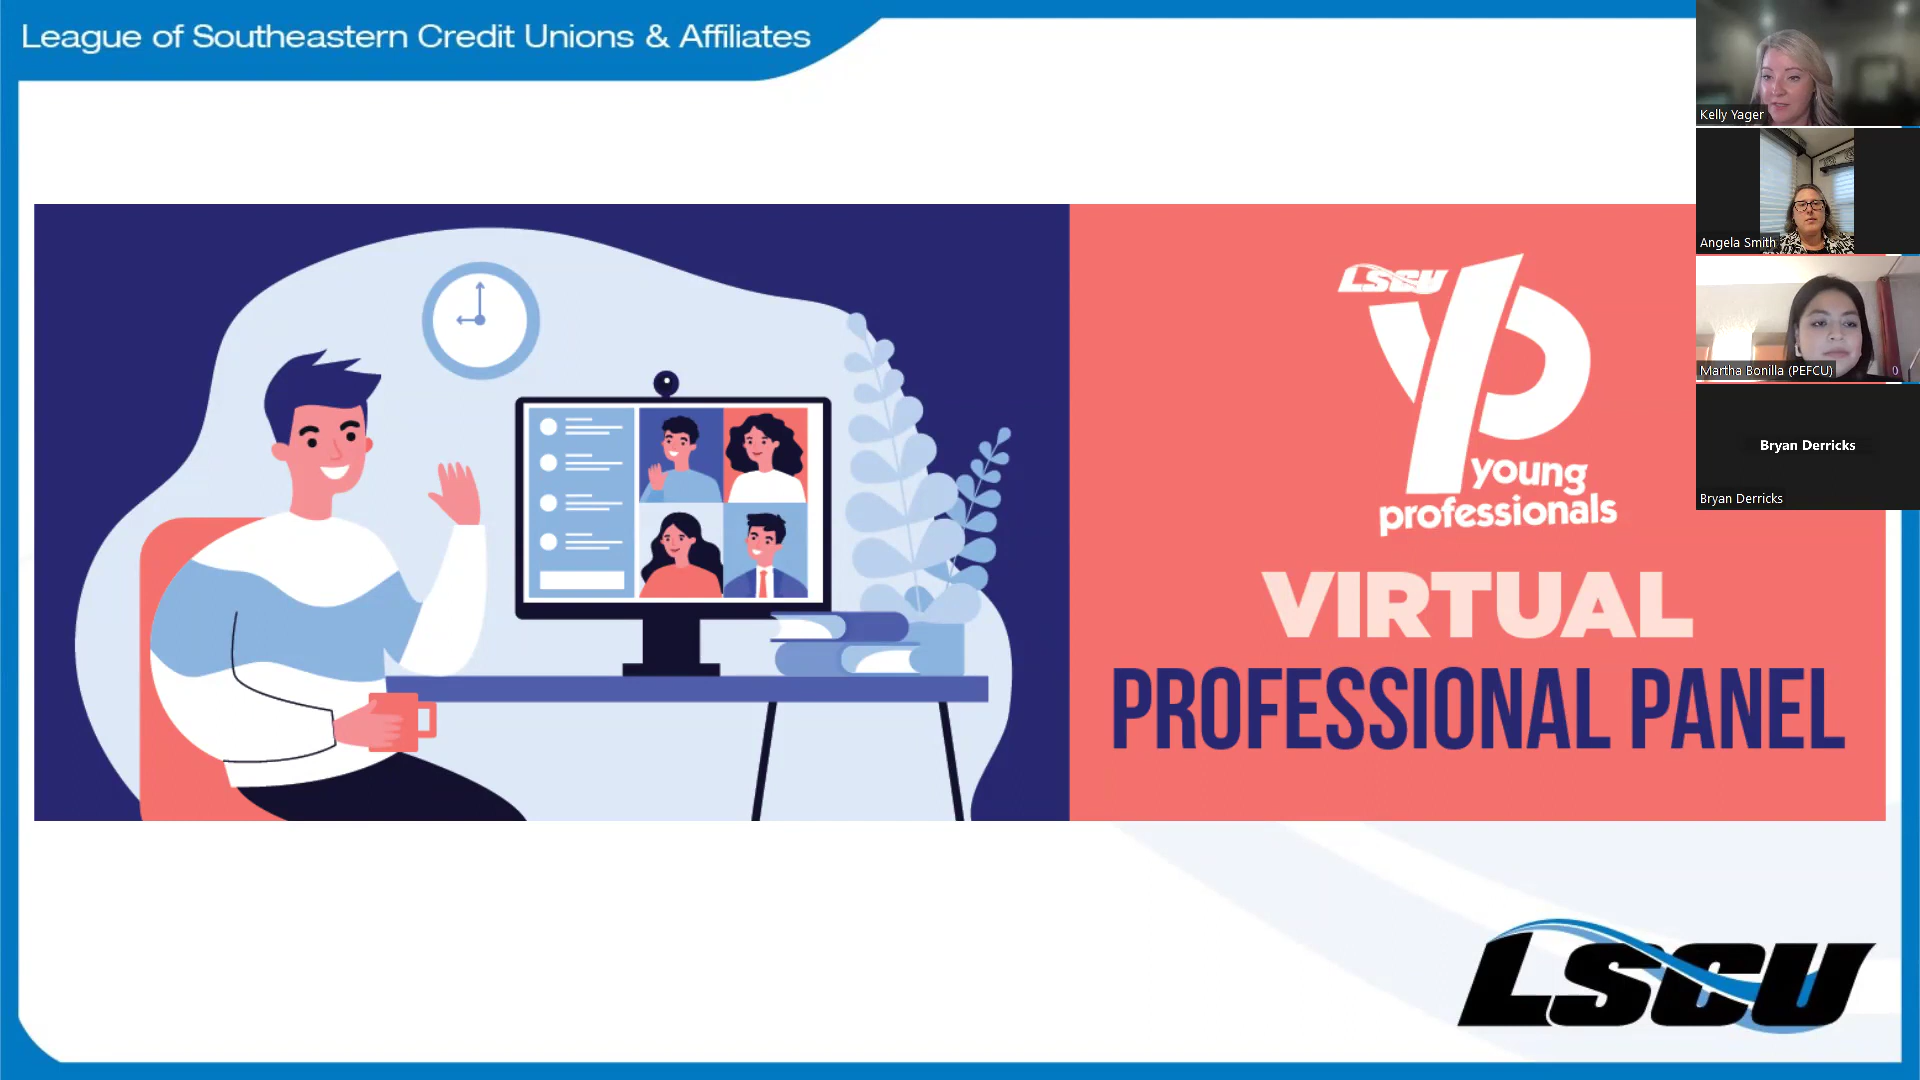 League of Southeastern Credit Unions & Affiliates
LSCU
YP
young
professionals
VIRTUAL
PROFESSIONAL PANEL
LSCU
Kelly Yager
Angela Smith
Martha Bonilla (PEFCU)
Bryan Derricks
Bryan Derricks